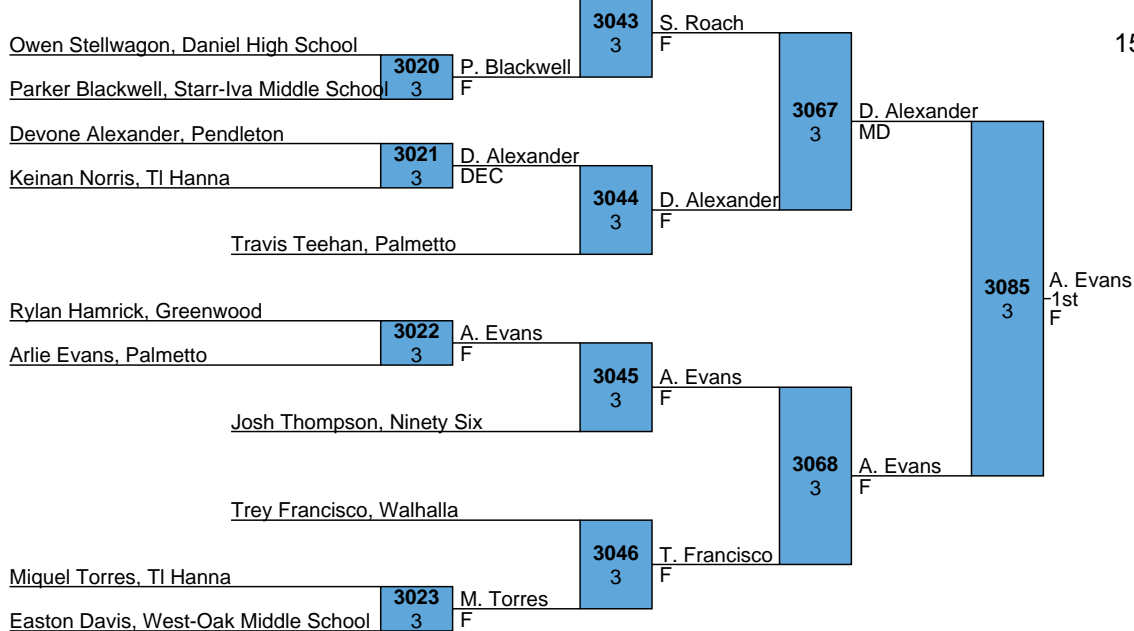 3043
3
S. Roach
F
15
Owen Stellwagon, Daniel High School
3020
3
P. Blackwell
F
Parker Blackwell, Starr-Iva Middle School
3067
3
D. Alexander
MD
Devone Alexander, Pendleton
3021
3
D. Alexander
DEC
Keinan Norris, Tl Hanna
3044
3
D. Alexander
F
Travis Teehan, Palmetto
3085
3
A. Evans
1st
F
Rylan Hamrick, Greenwood
3022
3
A. Evans
F
Arlie Evans, Palmetto
3045
3
A. Evans
F
Josh Thompson, Ninety Six
3068
3
A. Evans
F
Trey Francisco, Walhalla
3046
3
T. Francisco
F
Miquel Torres, Tl Hanna
3023
3
M. Torres
F
Easton Davis, West-Oak Middle School